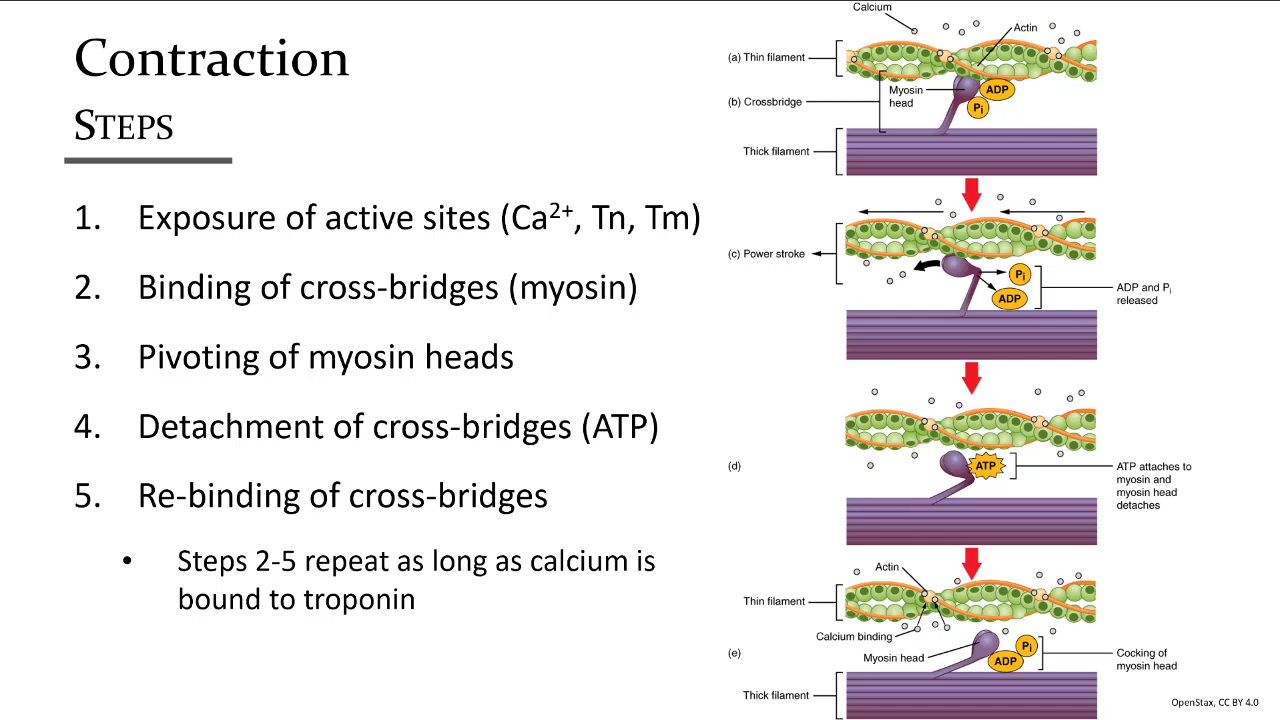 Contraction
STEPS
1. Exposure of active sites (Ca²⁺, Tn, Tm)
2. Binding of cross-bridges (myosin)
3. Pivoting of myosin heads
4. Detachment of cross-bridges (ATP)
5. Re-binding of cross-bridges
• Steps 2-5 repeat as long as calcium is
bound to troponin
Calcium
Actin
(a) Thin filament
Myosin
head
ADP
Pi
(b) Crossbridge
Thick filament
(c) Power stroke
Pi
ADP
ADP and Pi
released
(d)
ATP
ATP attaches to
myosin and
myosin head
detaches
Actin
Thin filament
Calcium binding
(e)
Myosin head
Pi
ADP
Cocking of
myosin head
Thick filament
OpenStax, CC BY 4.0